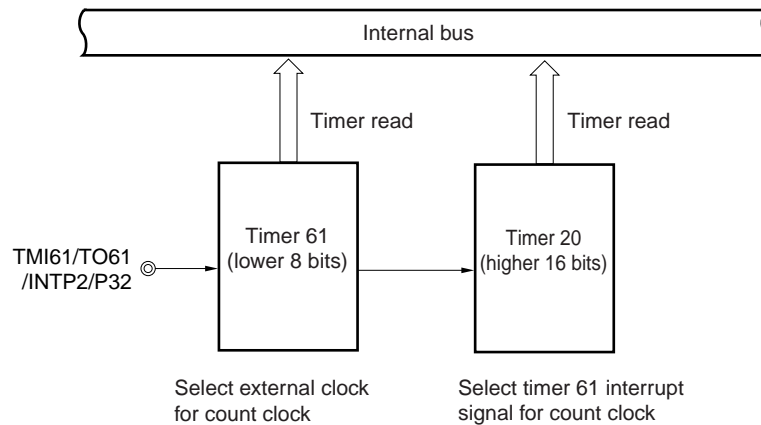 Internal bus
Timer read
Timer read
Timer 61
(lower 8 bits)
Timer 20
(higher 16 bits)
TMI61/TO61
/INTP2/P32
Select external clock
for count clock
Select timer 61 interrupt
signal for count clock